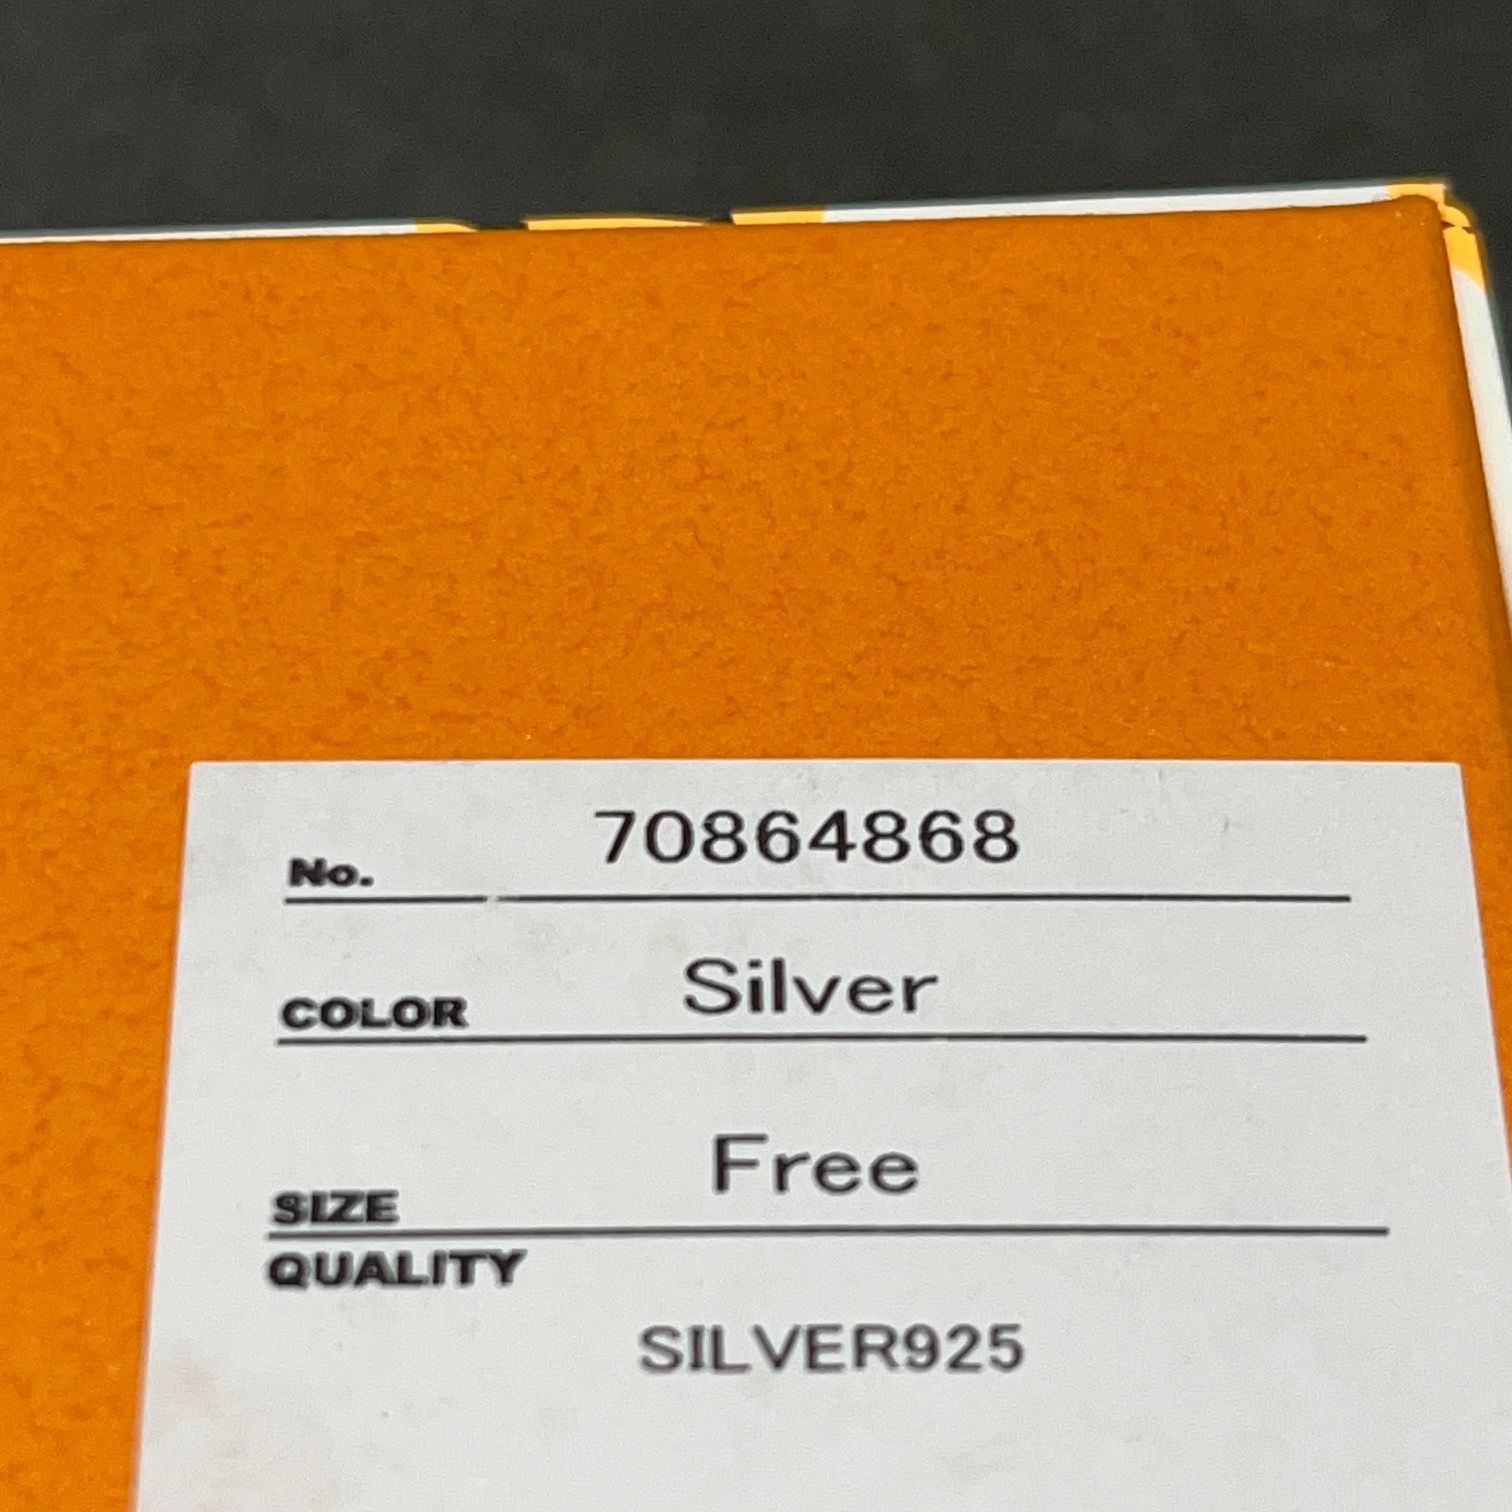 No. 70864868
COLOR Silver
SIZE Free
QUALITY
SILVER925